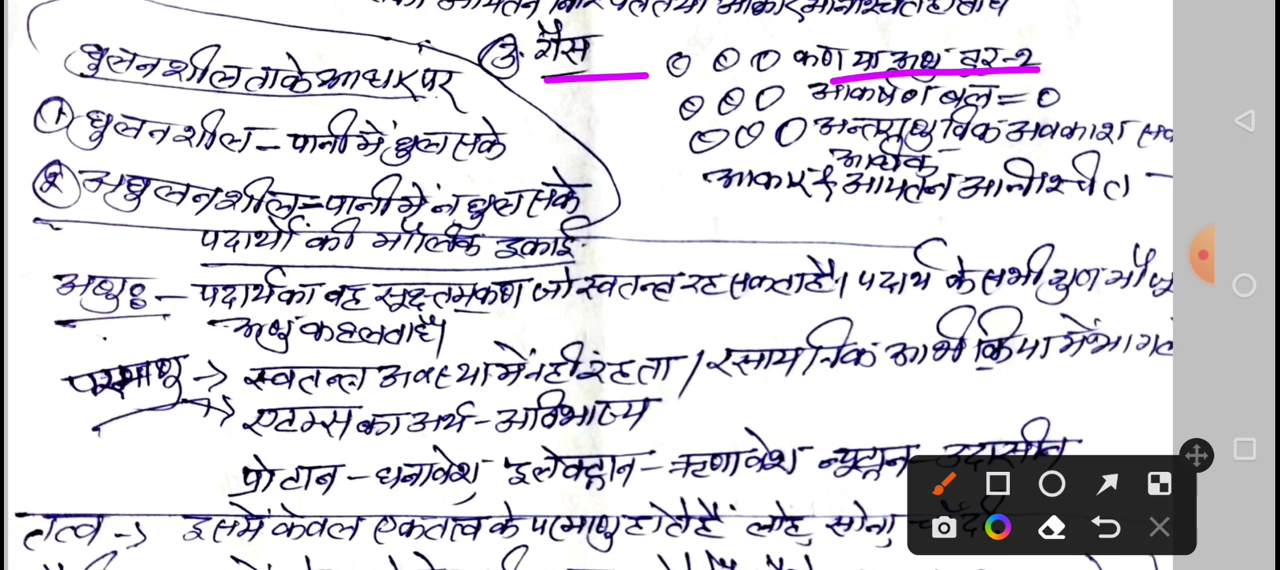 घुलनशीलता के आधार पर
① घुलनशील – पानी में घुल सके
② अघुलनशील = पानी में न घुल सके
③ गैस
कण या अणु दूर-२
आकर्षण बल = 0
अन्तराणुविक अवकाश
अधिक
आकार & आयतन अनिश्चित
पदार्थो की मौलिक इकाई
अणुः – पदार्थ का वह सूक्ष्तमकण जो स्वतन्त्र रह सकता है। पदार्थ के सभी गुण
अणु कहलाता है।
परमाणु → स्वतन्त्र अवस्था में नही रहता / रसायनिक अभिक्रिया में भाग
→ एटम्स का अर्थ – अविभाज्य
प्रोटान – धनावेश, इलेक्ट्रान – ऋणावेश न्यूट्रान – उदासीन
तत्व → इसमें केवल एक तत्व के परमाणु होते हैं लोह, सोना,